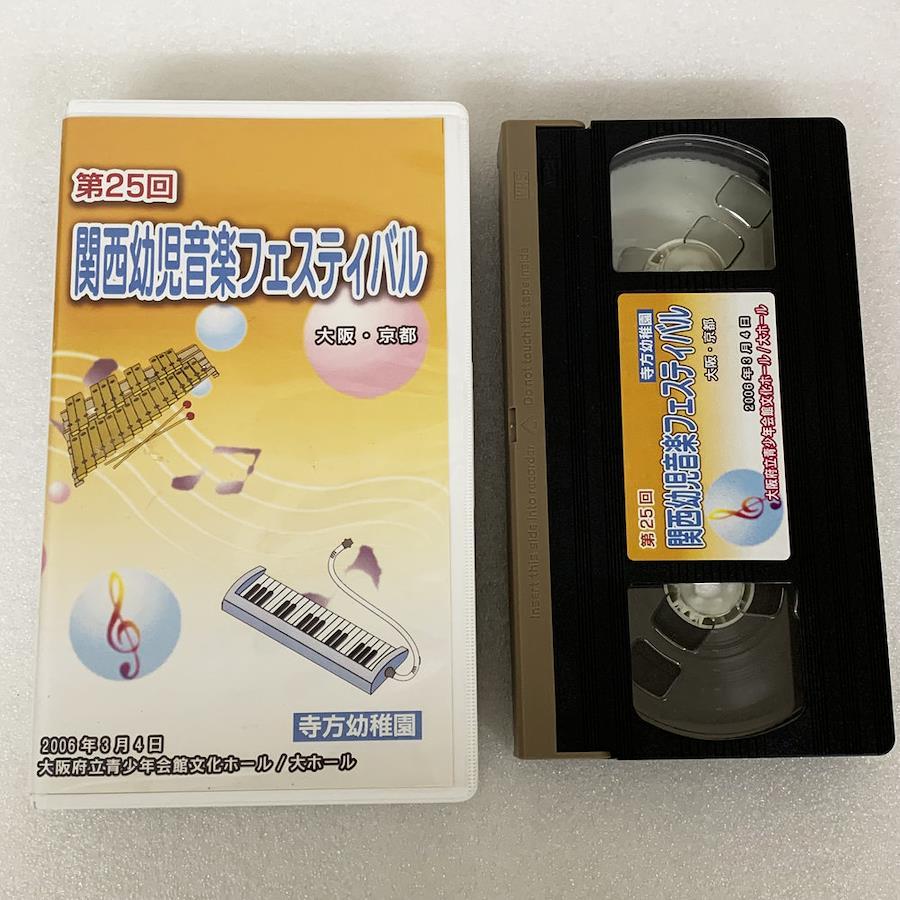 第25回
関西幼児音楽フェスティバル
大阪・京都
寺方幼稚園
2006年3月4日
大阪府立青少年会館文化ホール/大ホール
VHS
Do not touch the tape inside
Insert this side into recorder
第25回
関西幼児音楽フェスティバル
寺方幼稚園
大阪・京都
2006年3月4日
大阪府立青少年会館文化ホール/大ホール